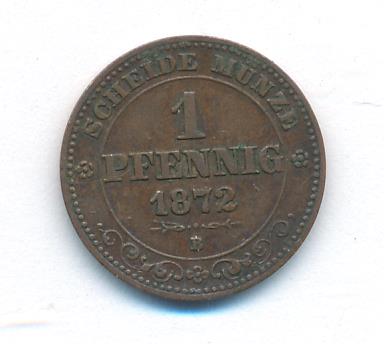 SCHEIDE MÜNZE
1
PFENNIG
1872
B